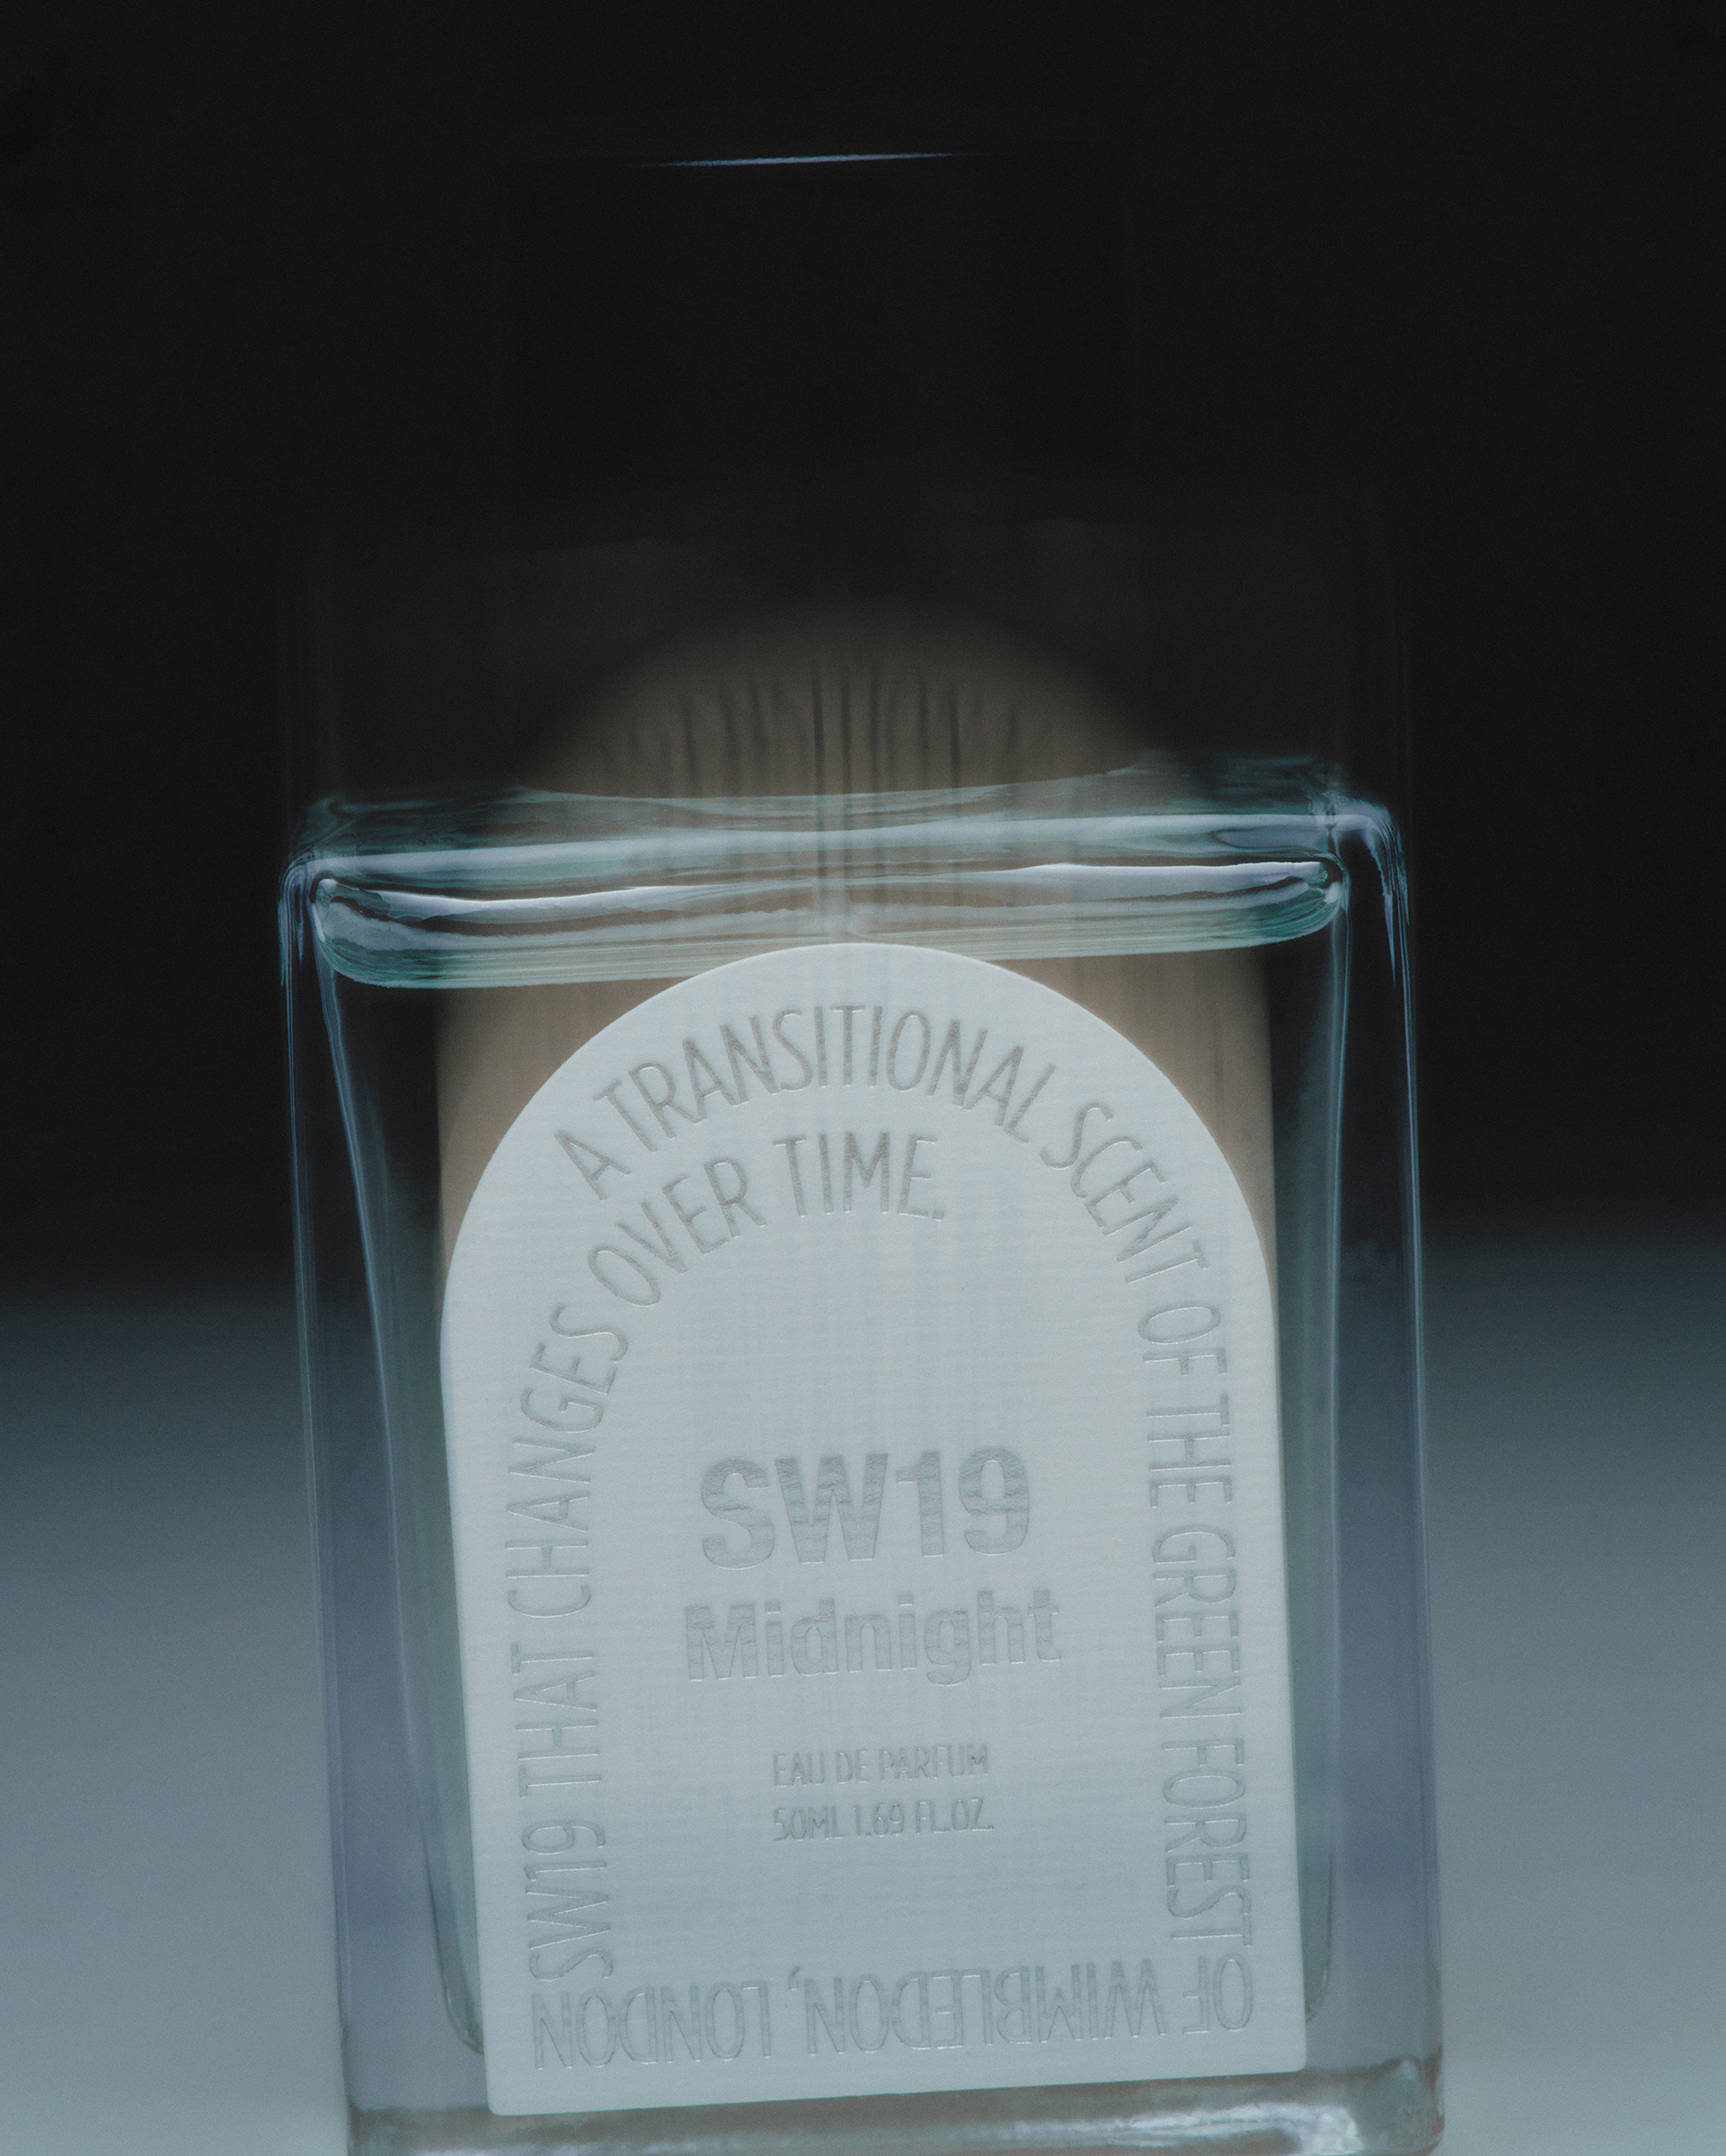 A TRANSITIONAL SCENT OF THE GREEN FOREST
OF WIMBLEDON, LONDON
SW19 THAT CHANGES OVER TIME.
SW19
Midnight
EAU DE PARFUM
50ML 1.69 FL.OZ.